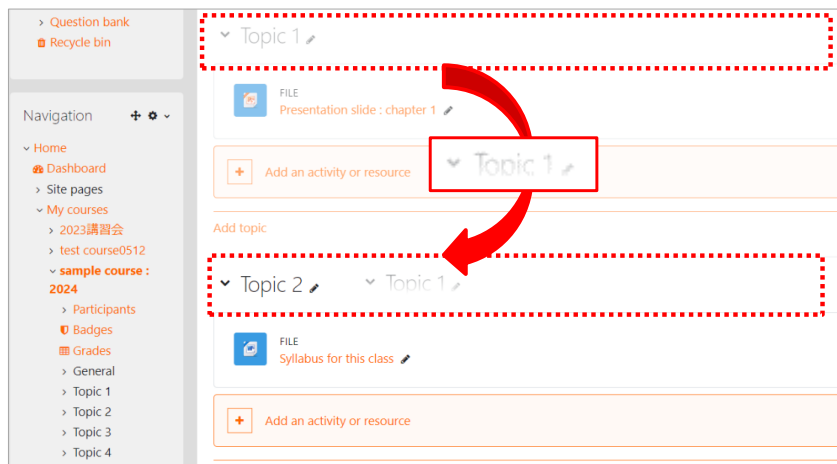 Question bank
Recycle bin
Navigation
Home
Dashboard
Site pages
My courses
2023講習会
test course0512
sample course :
2024
Participants
Badges
Grades
General
Topic 1
Topic 2
Topic 3
Topic 4
Topic 1
FILE
Presentation slide : chapter 1
Add an activity or resource
Topic 1
Add topic
Topic 2 Topic 1
FILE
Syllabus for this class
Add an activity or resource